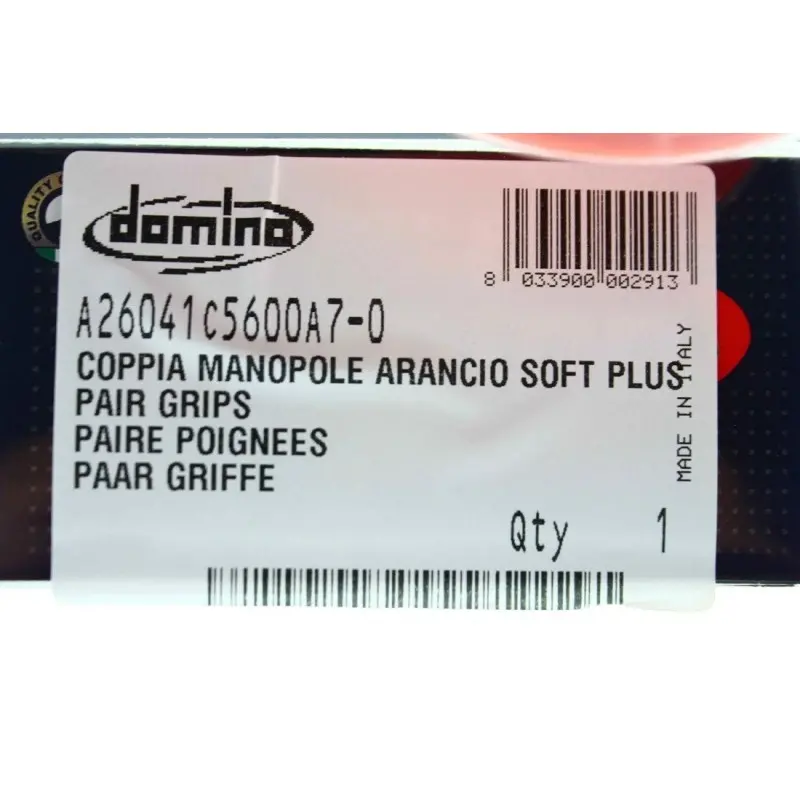 QUALITY
domino
8 033900 002913
A26041C5600A7-0
COPPIA MANOPOLE ARANCIO SOFT PLUS
PAIR GRIPS
PAIRE POIGNEES
PAAR GRIFFE
MADE IN ITALY
Qty 1